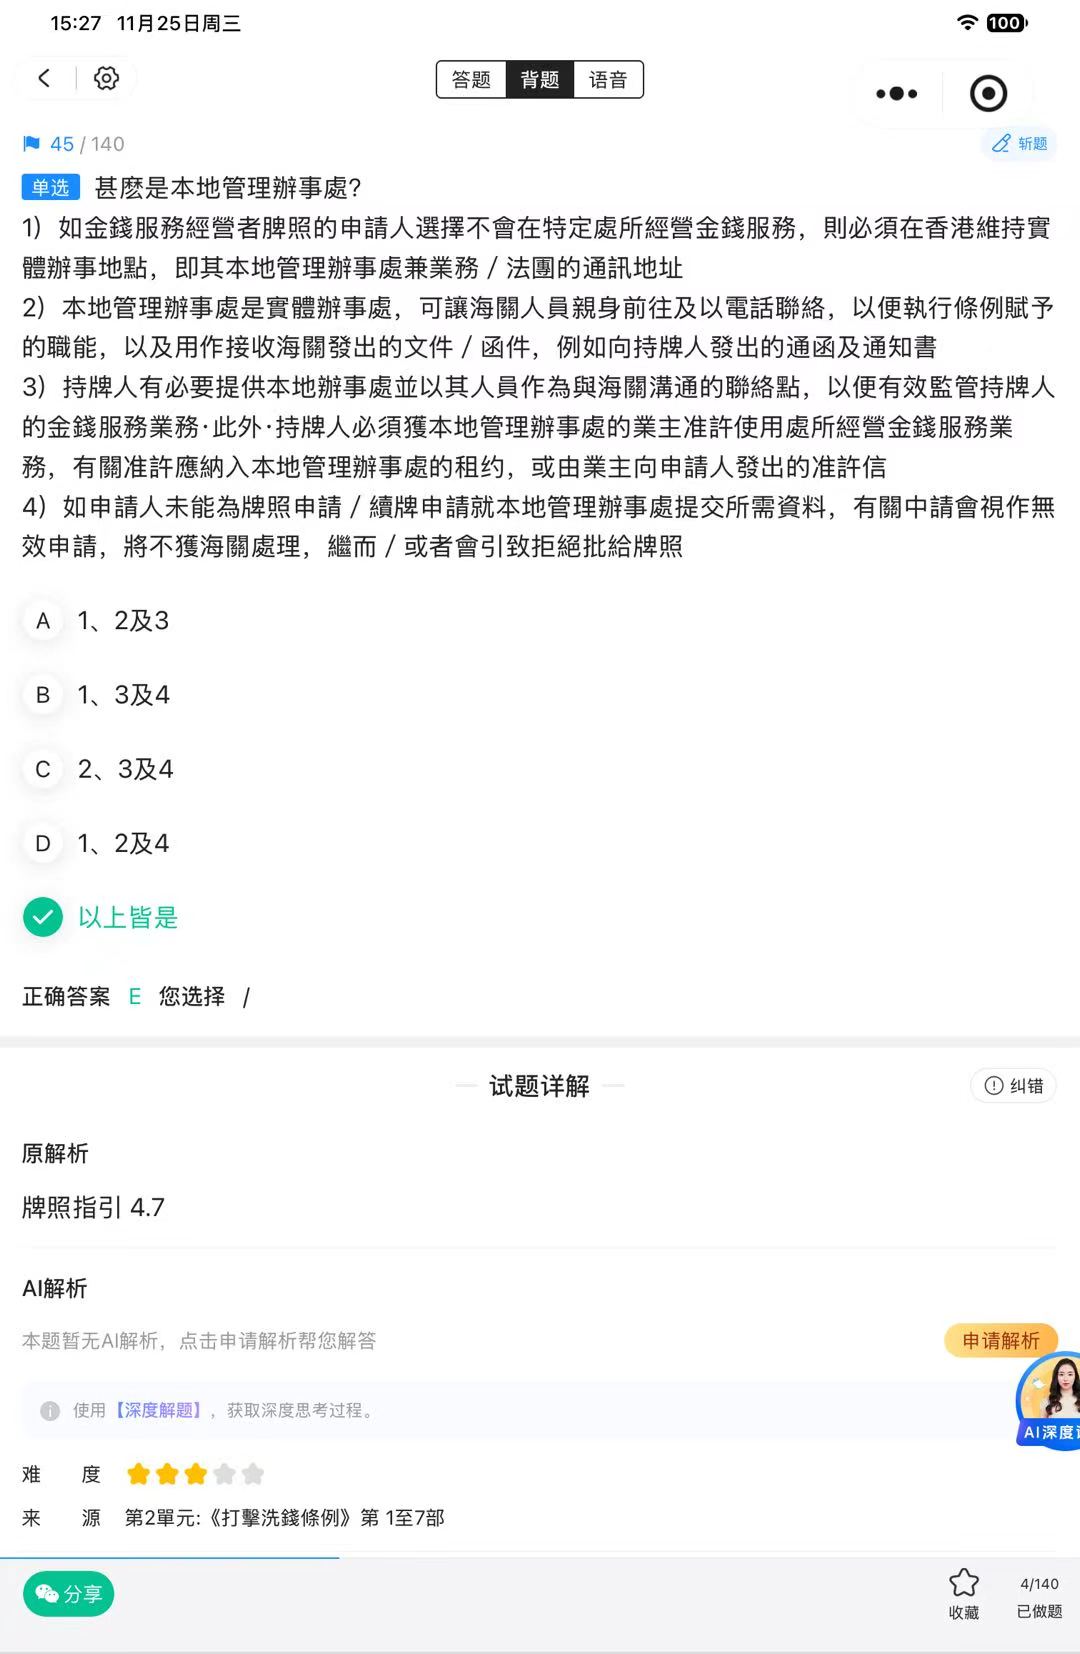 15:27 11月25日周三
100
答题 背题 语音
45 / 140
斩题
单选 甚麼是本地管理辦事處?
1）如金錢服務經營者牌照的申請人選擇不會在特定處所經營金錢服務，則必須在香港維持實
體辦事地點，即其本地管理辦事處兼業務 / 法團的通訊地址
2）本地管理辦事處是實體辦事處，可讓海關人員親身前往及以電話聯絡，以便執行條例賦予
的職能，以及用作接收海關發出的文件 / 函件，例如向持牌人發出的通函及通知書
3）持牌人有必要提供本地辦事處並以其人員作為與海關溝通的聯絡點，以便有效監管持牌人
的金錢服務業務·此外·持牌人必須獲本地管理辦事處的業主准許使用處所經營金錢服務業
務，有關准許應納入本地管理辦事處的租约，或由業主向申請人發出的准許信
4）如申請人未能為牌照申請 / 續牌申請就本地管理辦事處提交所需資料，有關中請會視作無
效申請，將不獲海關處理，繼而 / 或者會引致拒絕批給牌照
A 1、2及3
B 1、3及4
C 2、3及4
D 1、2及4
以上皆是
正确答案 E 您选择 /
试题详解
纠错
原解析
牌照指引 4.7
AI解析
本题暂无AI解析，点击申请解析帮您解答
申请解析
使用【深度解题】，获取深度思考过程。
AI深度
难 度
来 源 第2單元:《打擊洗錢條例》第 1至7部
分享
收藏
4/140
已做题